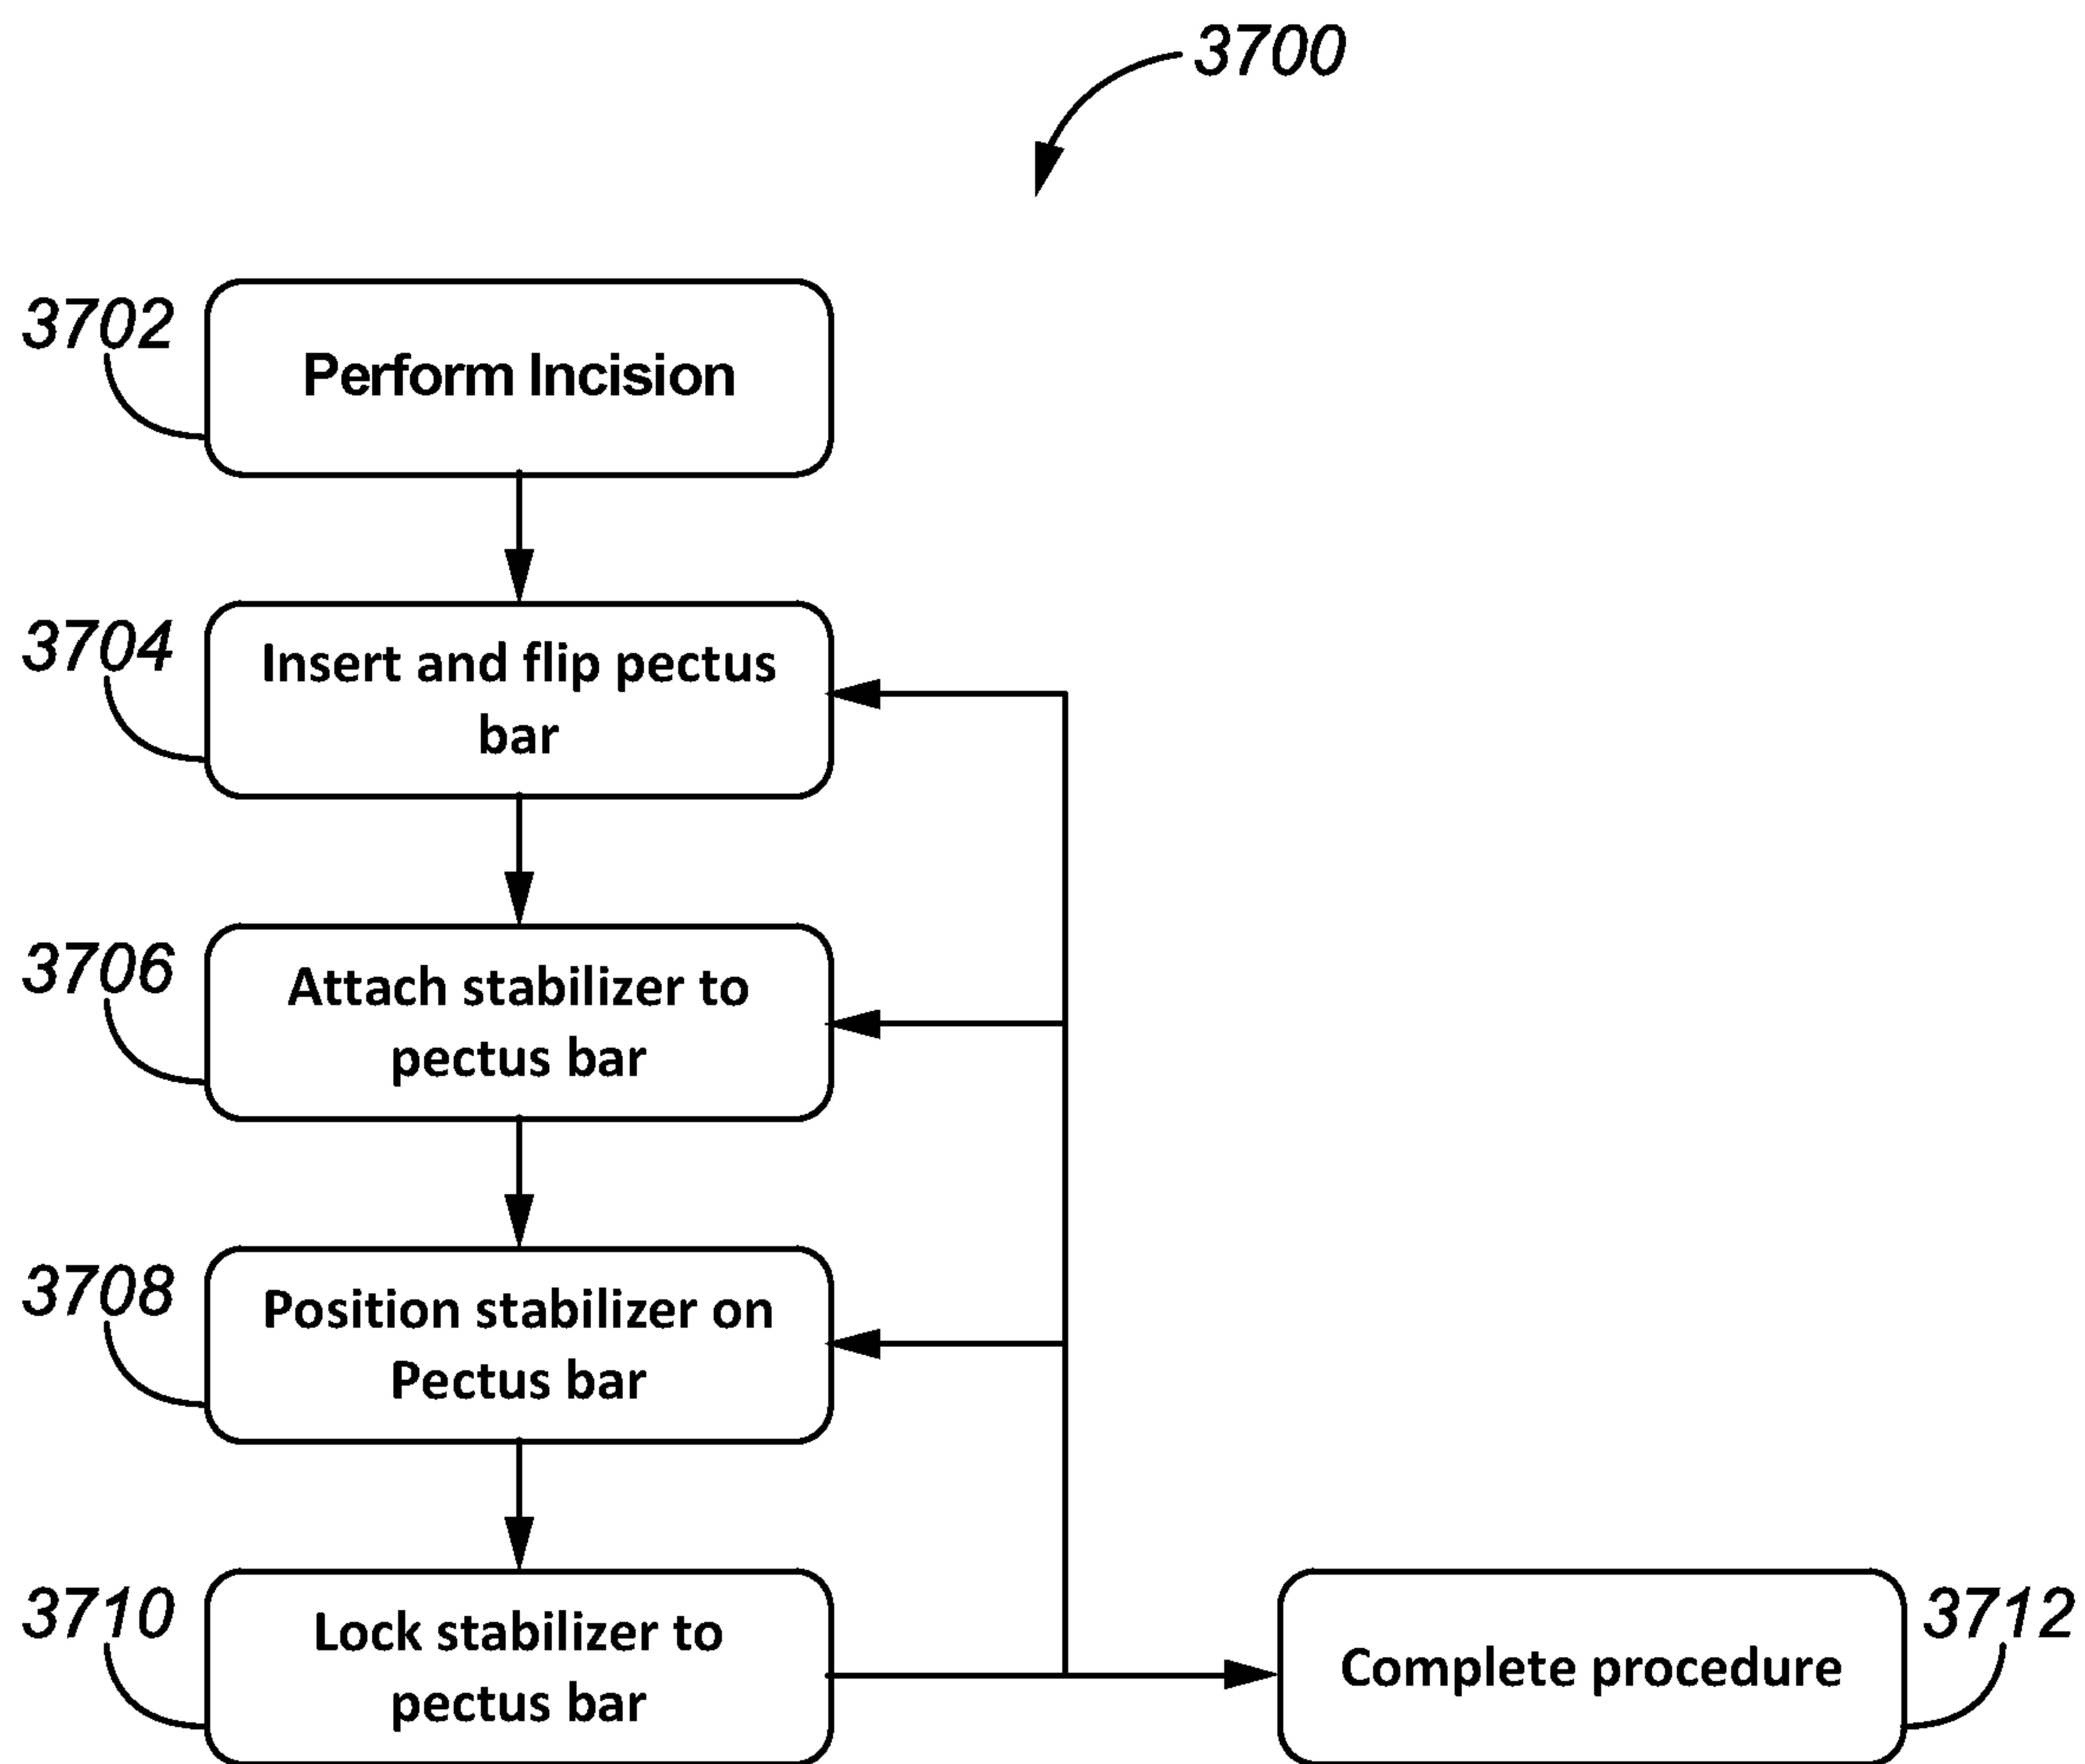 3700
3702
Perform Incision
3704
Insert and flip pectus
bar
3706
Attach stabilizer to
pectus bar
3708
Position stabilizer on
Pectus bar
3710
Lock stabilizer to
pectus bar
Complete procedure
3712